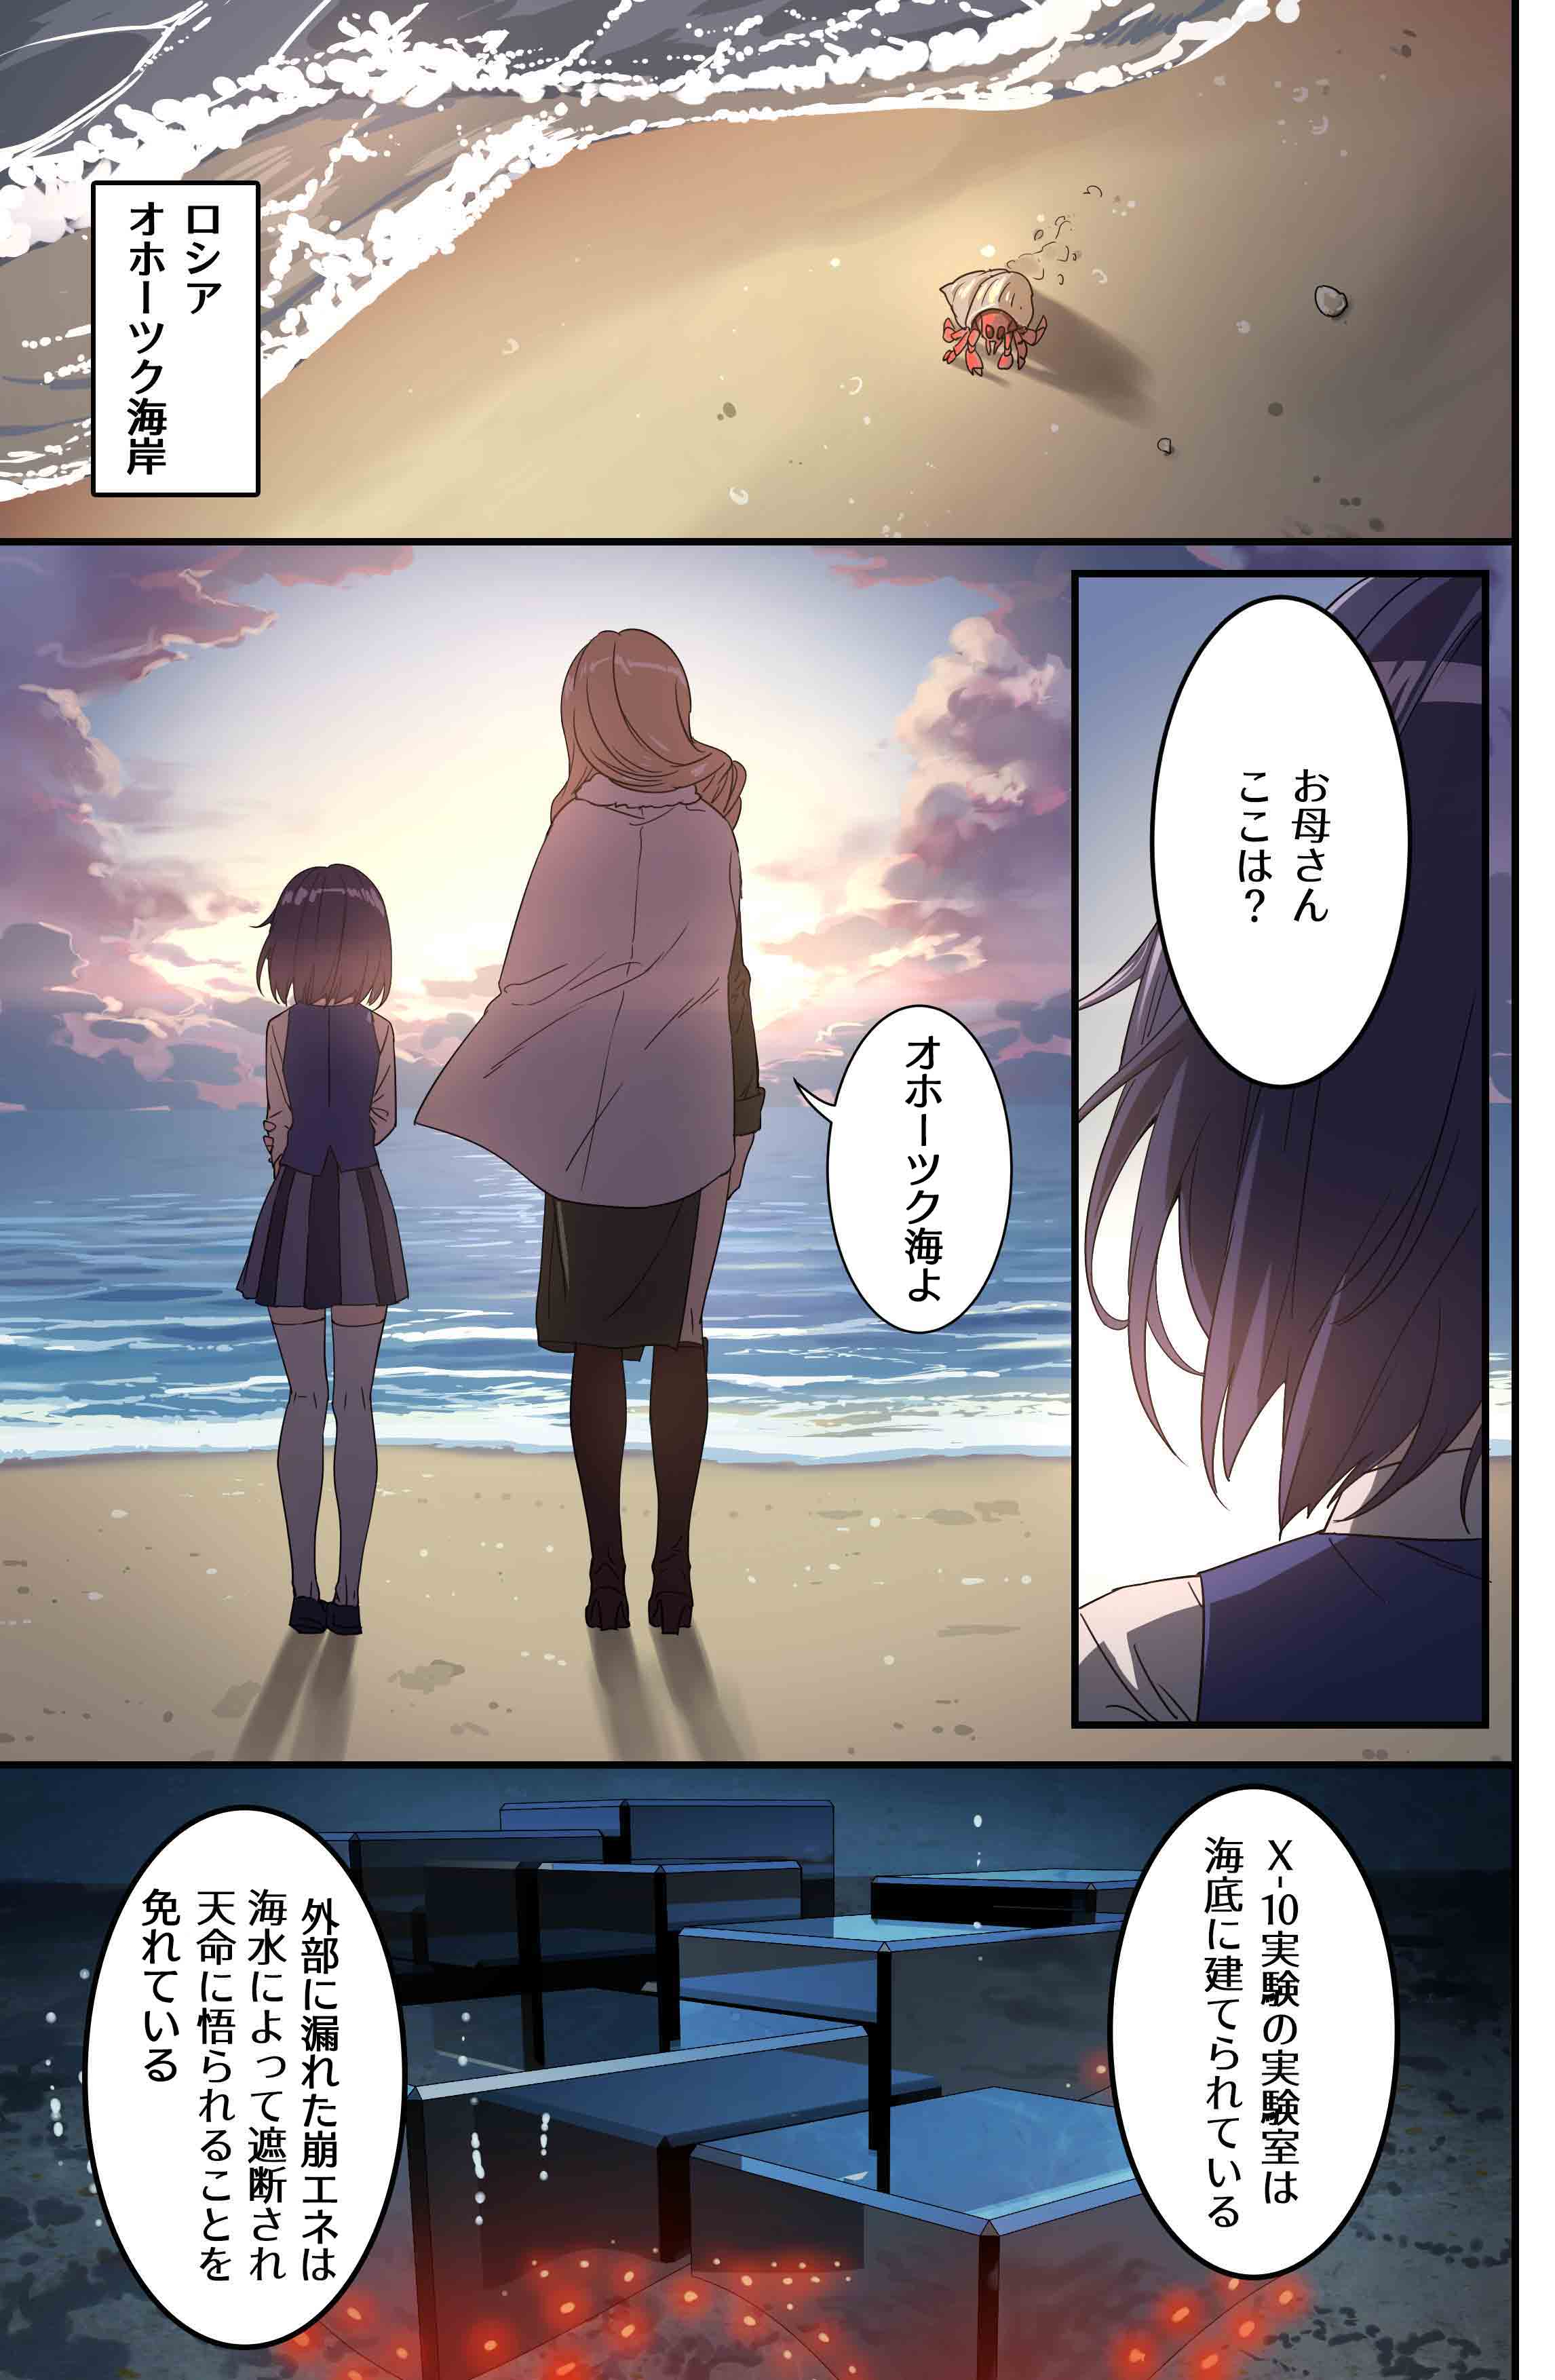 ロシア
オホーツク海岸
お母さん
ここは？
オホーツク海よ
X-10実験の実験室は
海底に建てられている
外部に漏れた崩エネは
海水によって遮断され
天命に悟られることを
免れている